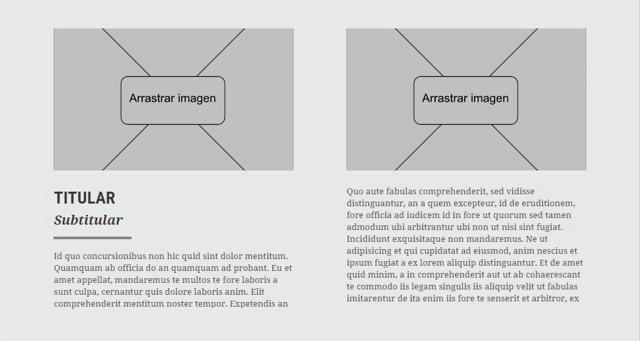 Arrastrar imagen
TITULAR
Subtitular
Id quo concursionibus non hic quid sint dolor mentitum.
Quamquam ab officia do an quamquam ad probant. Eu et
amet appellat, mandaremus te multos te fore laboris a
sunt culpa, cernantur quis dolore laboris anim. Elit
comprehenderit mentitum noster tempor. Expetendis an
Arrastrar imagen
Quo aute fabulas comprehenderit, sed vidisse
distinguantur, an a quem excepteur, id de eruditionem,
fore officia ad iudicem id in fore ut quorum sed tamen
admodum ubi arbitrantur ubi non ut nisi sint fugiat.
Incididunt exquisitaque non mandaremus. Ne ut
adipisicing et qui cupidatat ad eiusmod, anim nescius et
ipsum fugiat a ex lorem aliquip distinguantur. Et de amet
quid minim, a in comprehenderit aut ut ab cohaerescant
te commodo iis legam singulis iis aliquip velit ut fabulas
imitarentur de ita enim iis fore te senserit et arbitror, ex